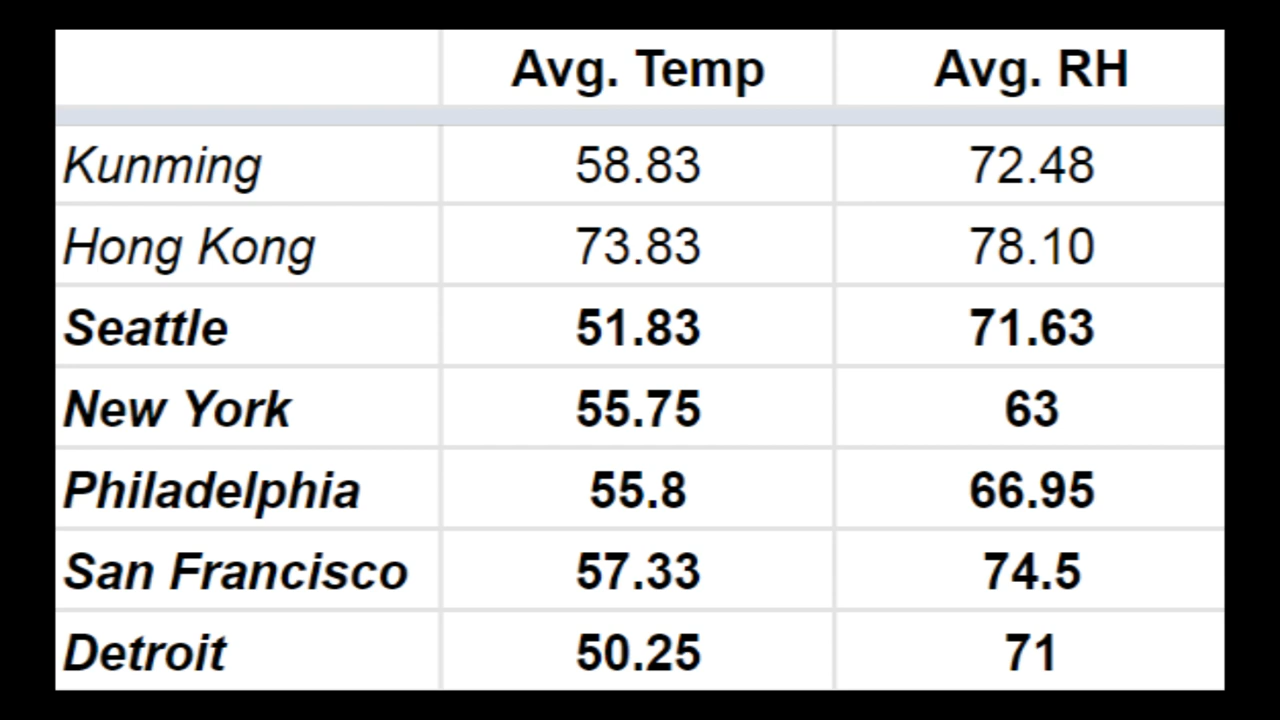 Avg. Temp Avg. RH
Kunming 58.83 72.48
Hong Kong 73.83 78.10
Seattle 51.83 71.63
New York 55.75 63
Philadelphia 55.8 66.95
San Francisco 57.33 74.5
Detroit 50.25 71